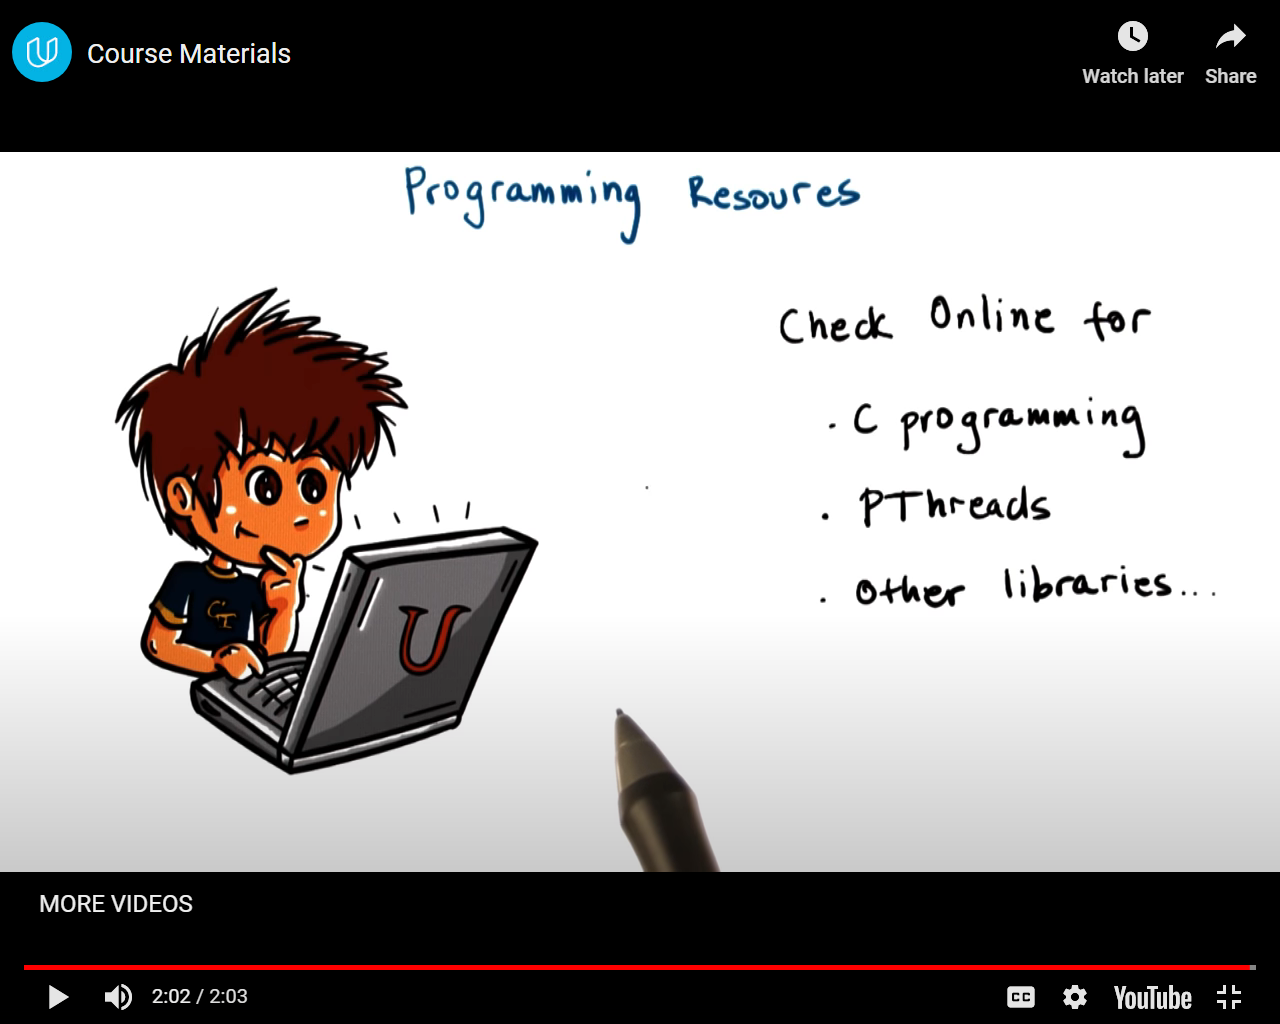 Course Materials
Watch later
Share
Programming Resoures
Check Online for
. C programming
. PThreads
. Other libraries...
GT
U
MORE VIDEOS
2:02 / 2:03
CC
YouTube